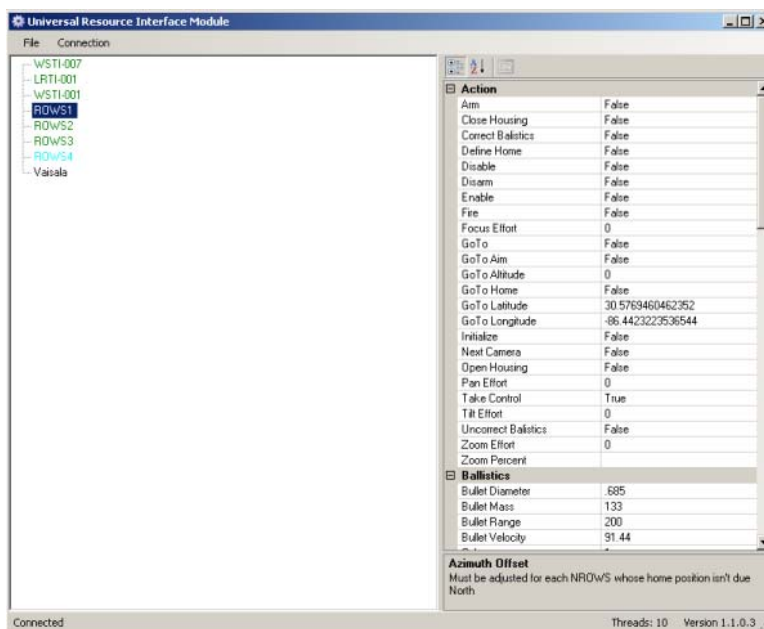 Universal Resource Interface Module
File Connection
WSTI-007
LRTI-001
WSTI-001
ROWS1
ROWS2
ROWS3
ROWS4
Vaisala
Action
Arm False
Close Housing False
Correct Balistics False
Define Home False
Disable False
Disarm False
Enable False
Fire False
Focus Effort 0
GoTo False
GoTo Aim False
GoTo Altitude 0
GoTo Home False
GoTo Latitude 30.5769460462352
GoTo Longitude -86.4423223536544
Initialize False
Next Camera False
Open Housing False
Pan Effort 0
Take Control True
Tilt Effort 0
Uncorrect Balistics False
Zoom Effort 0
Zoom Percent
Ballistics
Bullet Diameter .685
Bullet Mass 133
Bullet Range 200
Bullet Velocity 91.44
Azimuth Offset
Must be adjusted for each NROWS whose home position isn't due
North
Connected Threads: 10 Version 1.1.0.3